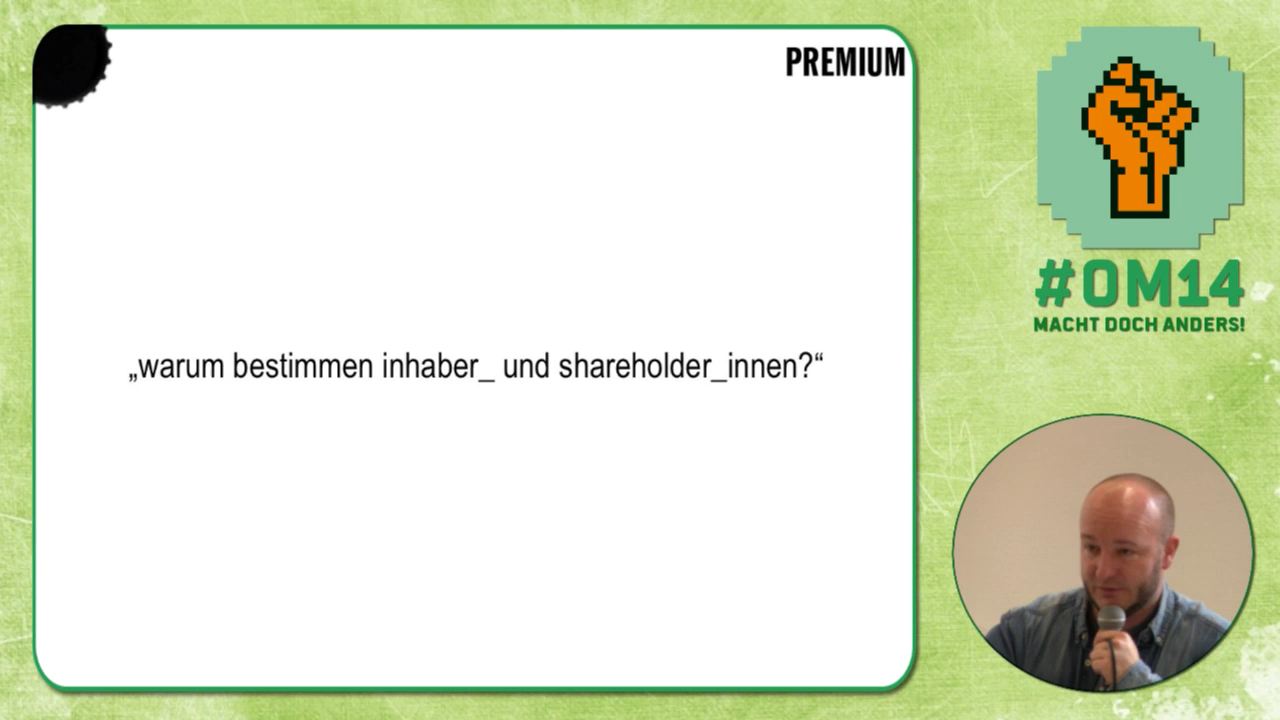 PREMIUM
„warum bestimmen inhaber_ und shareholder_innen?“
#OM14
MACHT DOCH ANDERS!